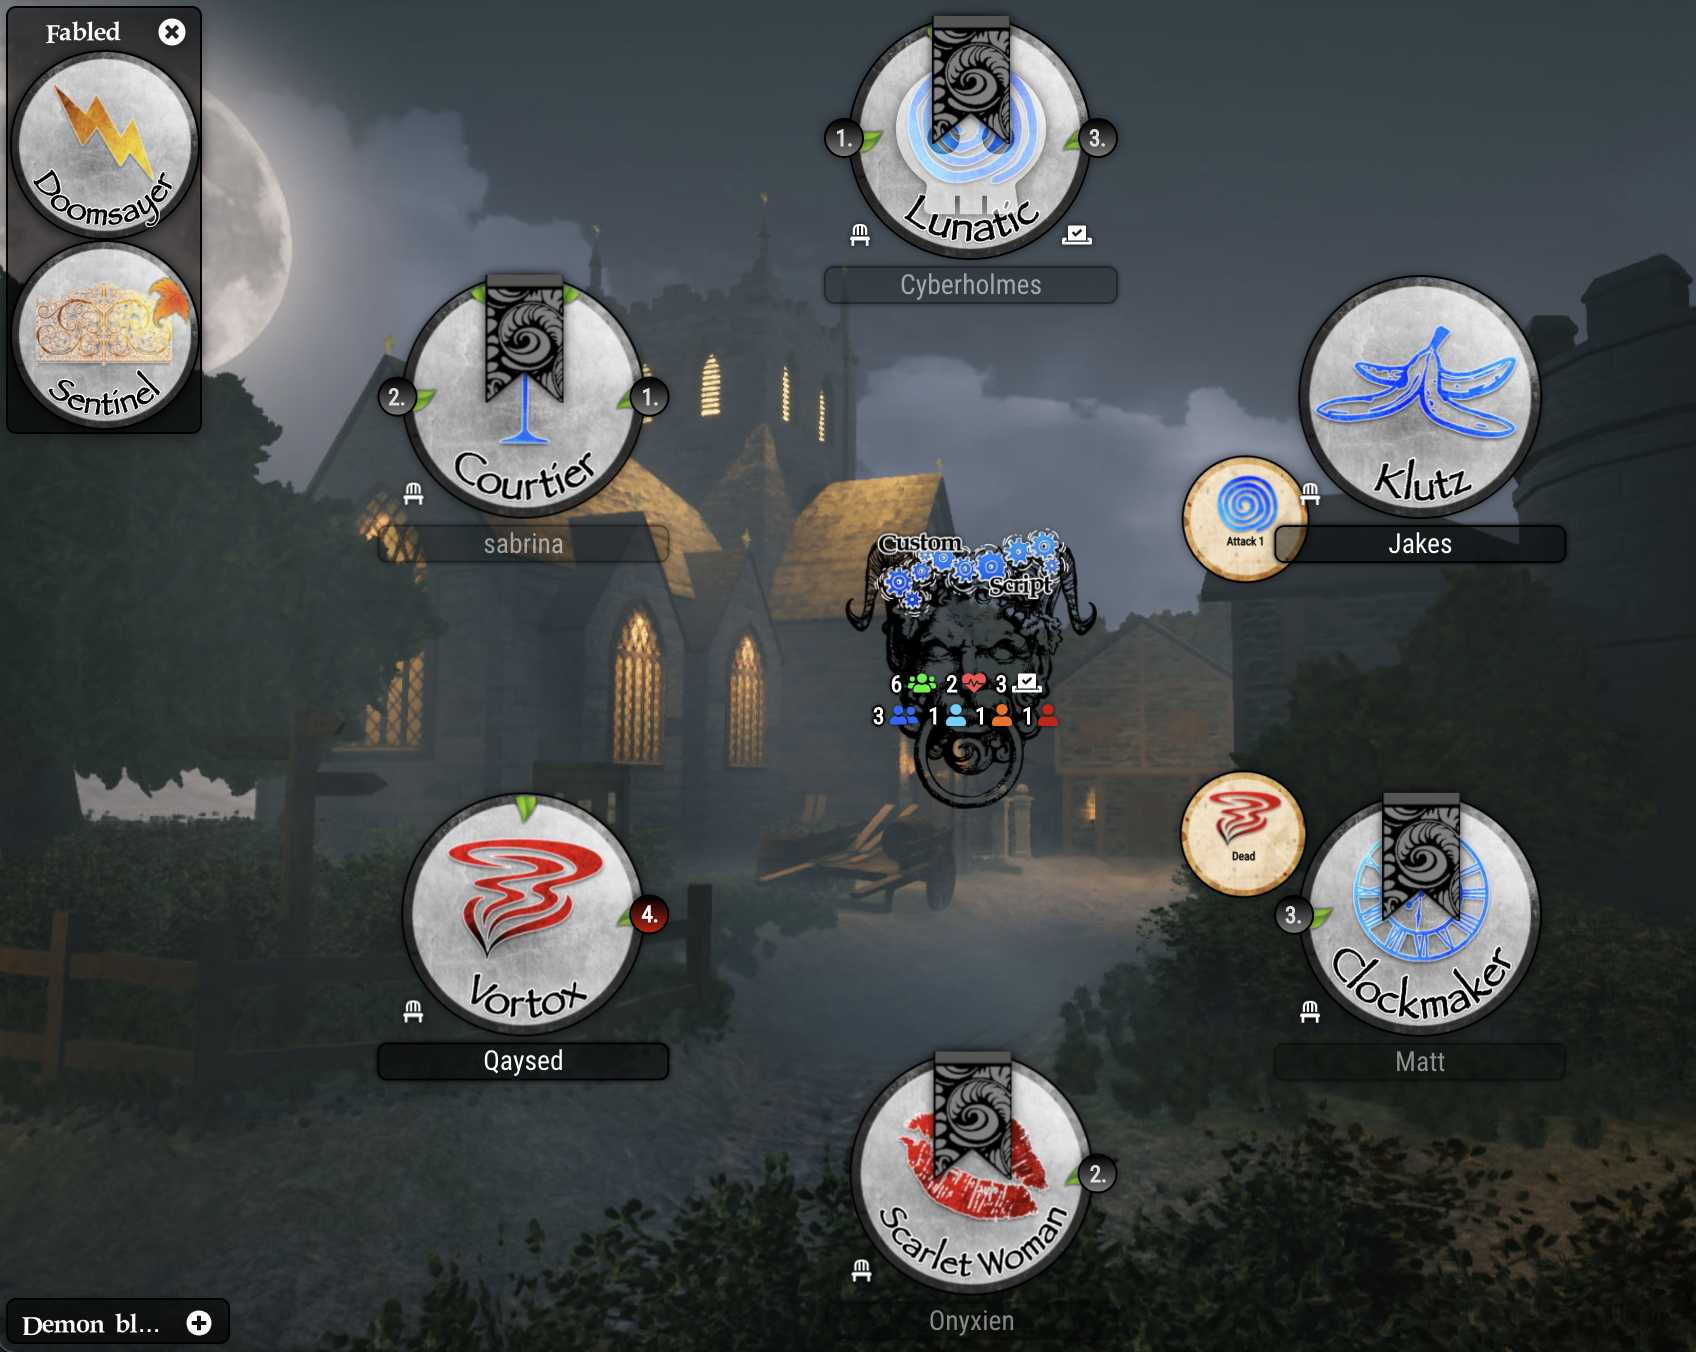 Fabled
Doomsayer
Sentinel
1.
3.
Lunatic
Cyberholmes
2.
1.
Courtier
sabrina
Klutz
Attack 1
Jakes
Custom
Script
6 2 3
3 1 1 1
4.
Vortox
Qaysed
Dead
3.
Clockmaker
Matt
2.
Scarlet Woman
Onyxien
Demon bl...